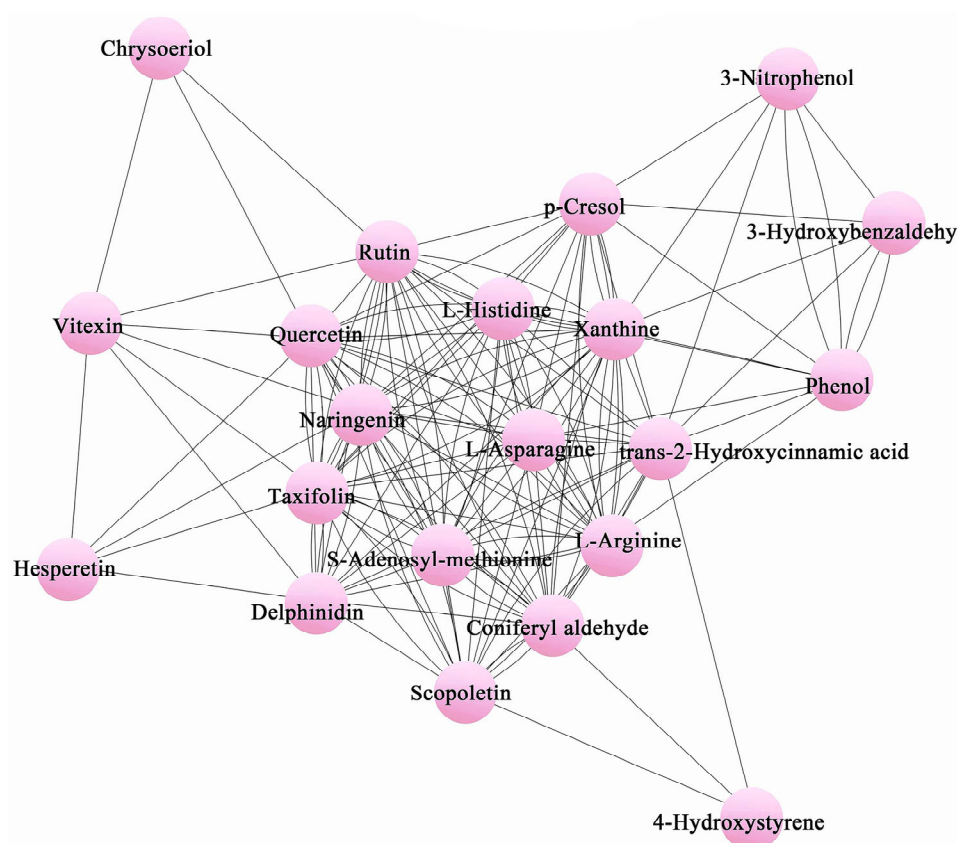 Chrysoeriol
3-Nitrophenol
p-Cresol
3-Hydroxybenzaldehy
Rutin
L-Histidine
Vitexin
Quercetin
Xanthine
Phenol
Naringenin
L-Asparagine
trans-2-Hydroxycinnamic acid
Taxifolin
L-Arginine
S-Adenosyl-methionine
Hesperetin
Delphinidin
Coniferyl aldehyde
Scopoletin
4-Hydroxystyrene